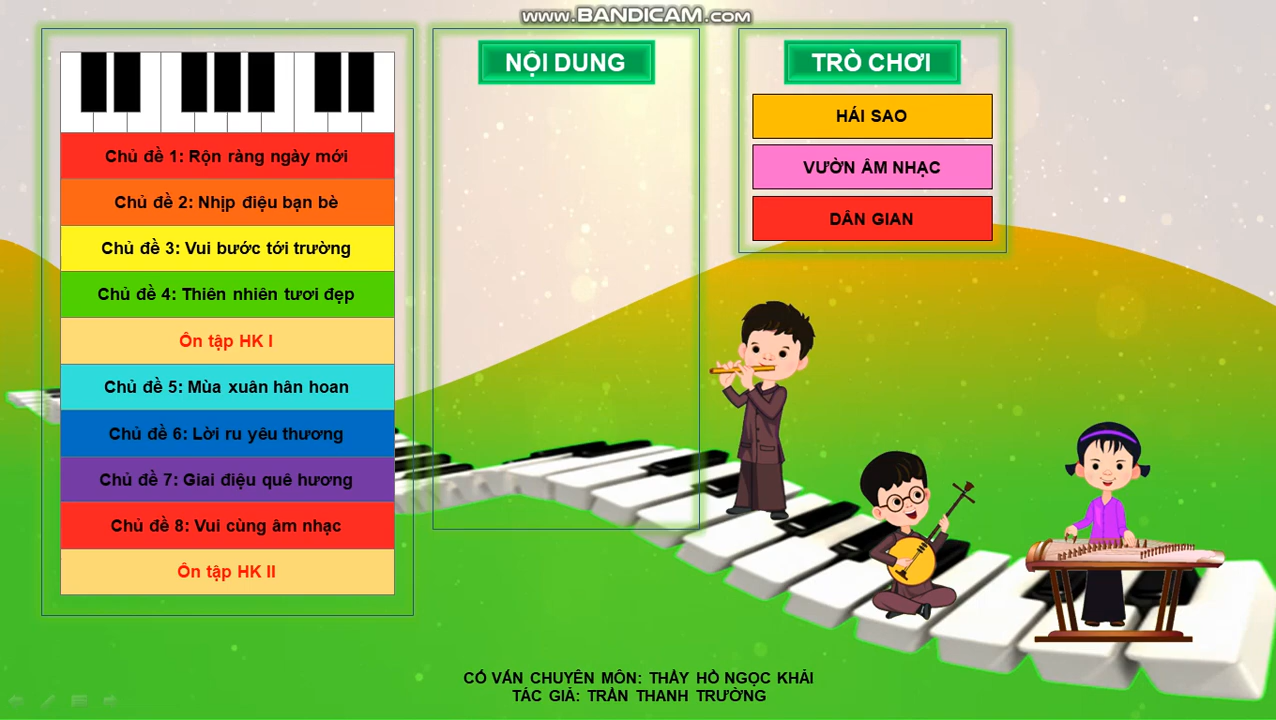 www.BANDICAM.com
Chủ đề 1: Rộn ràng ngày mới
Chủ đề 2: Nhịp điệu bạn bè
Chủ đề 3: Vui bước tới trường
Chủ đề 4: Thiên nhiên tươi đẹp
Ôn tập HK I
Chủ đề 5: Mùa xuân hân hoan
Chủ đề 6: Lời ru yêu thương
Chủ đề 7: Giai điệu quê hương
Chủ đề 8: Vui cùng âm nhạc
Ôn tập HK II
NỘI DUNG
TRÒ CHƠI
HÁI SAO
VƯỜN ÂM NHẠC
DÂN GIAN
CỐ VẤN CHUYÊN MÔN: THẦY HỒ NGỌC KHẢI
TÁC GIẢ: TRẦN THANH TRƯỜNG